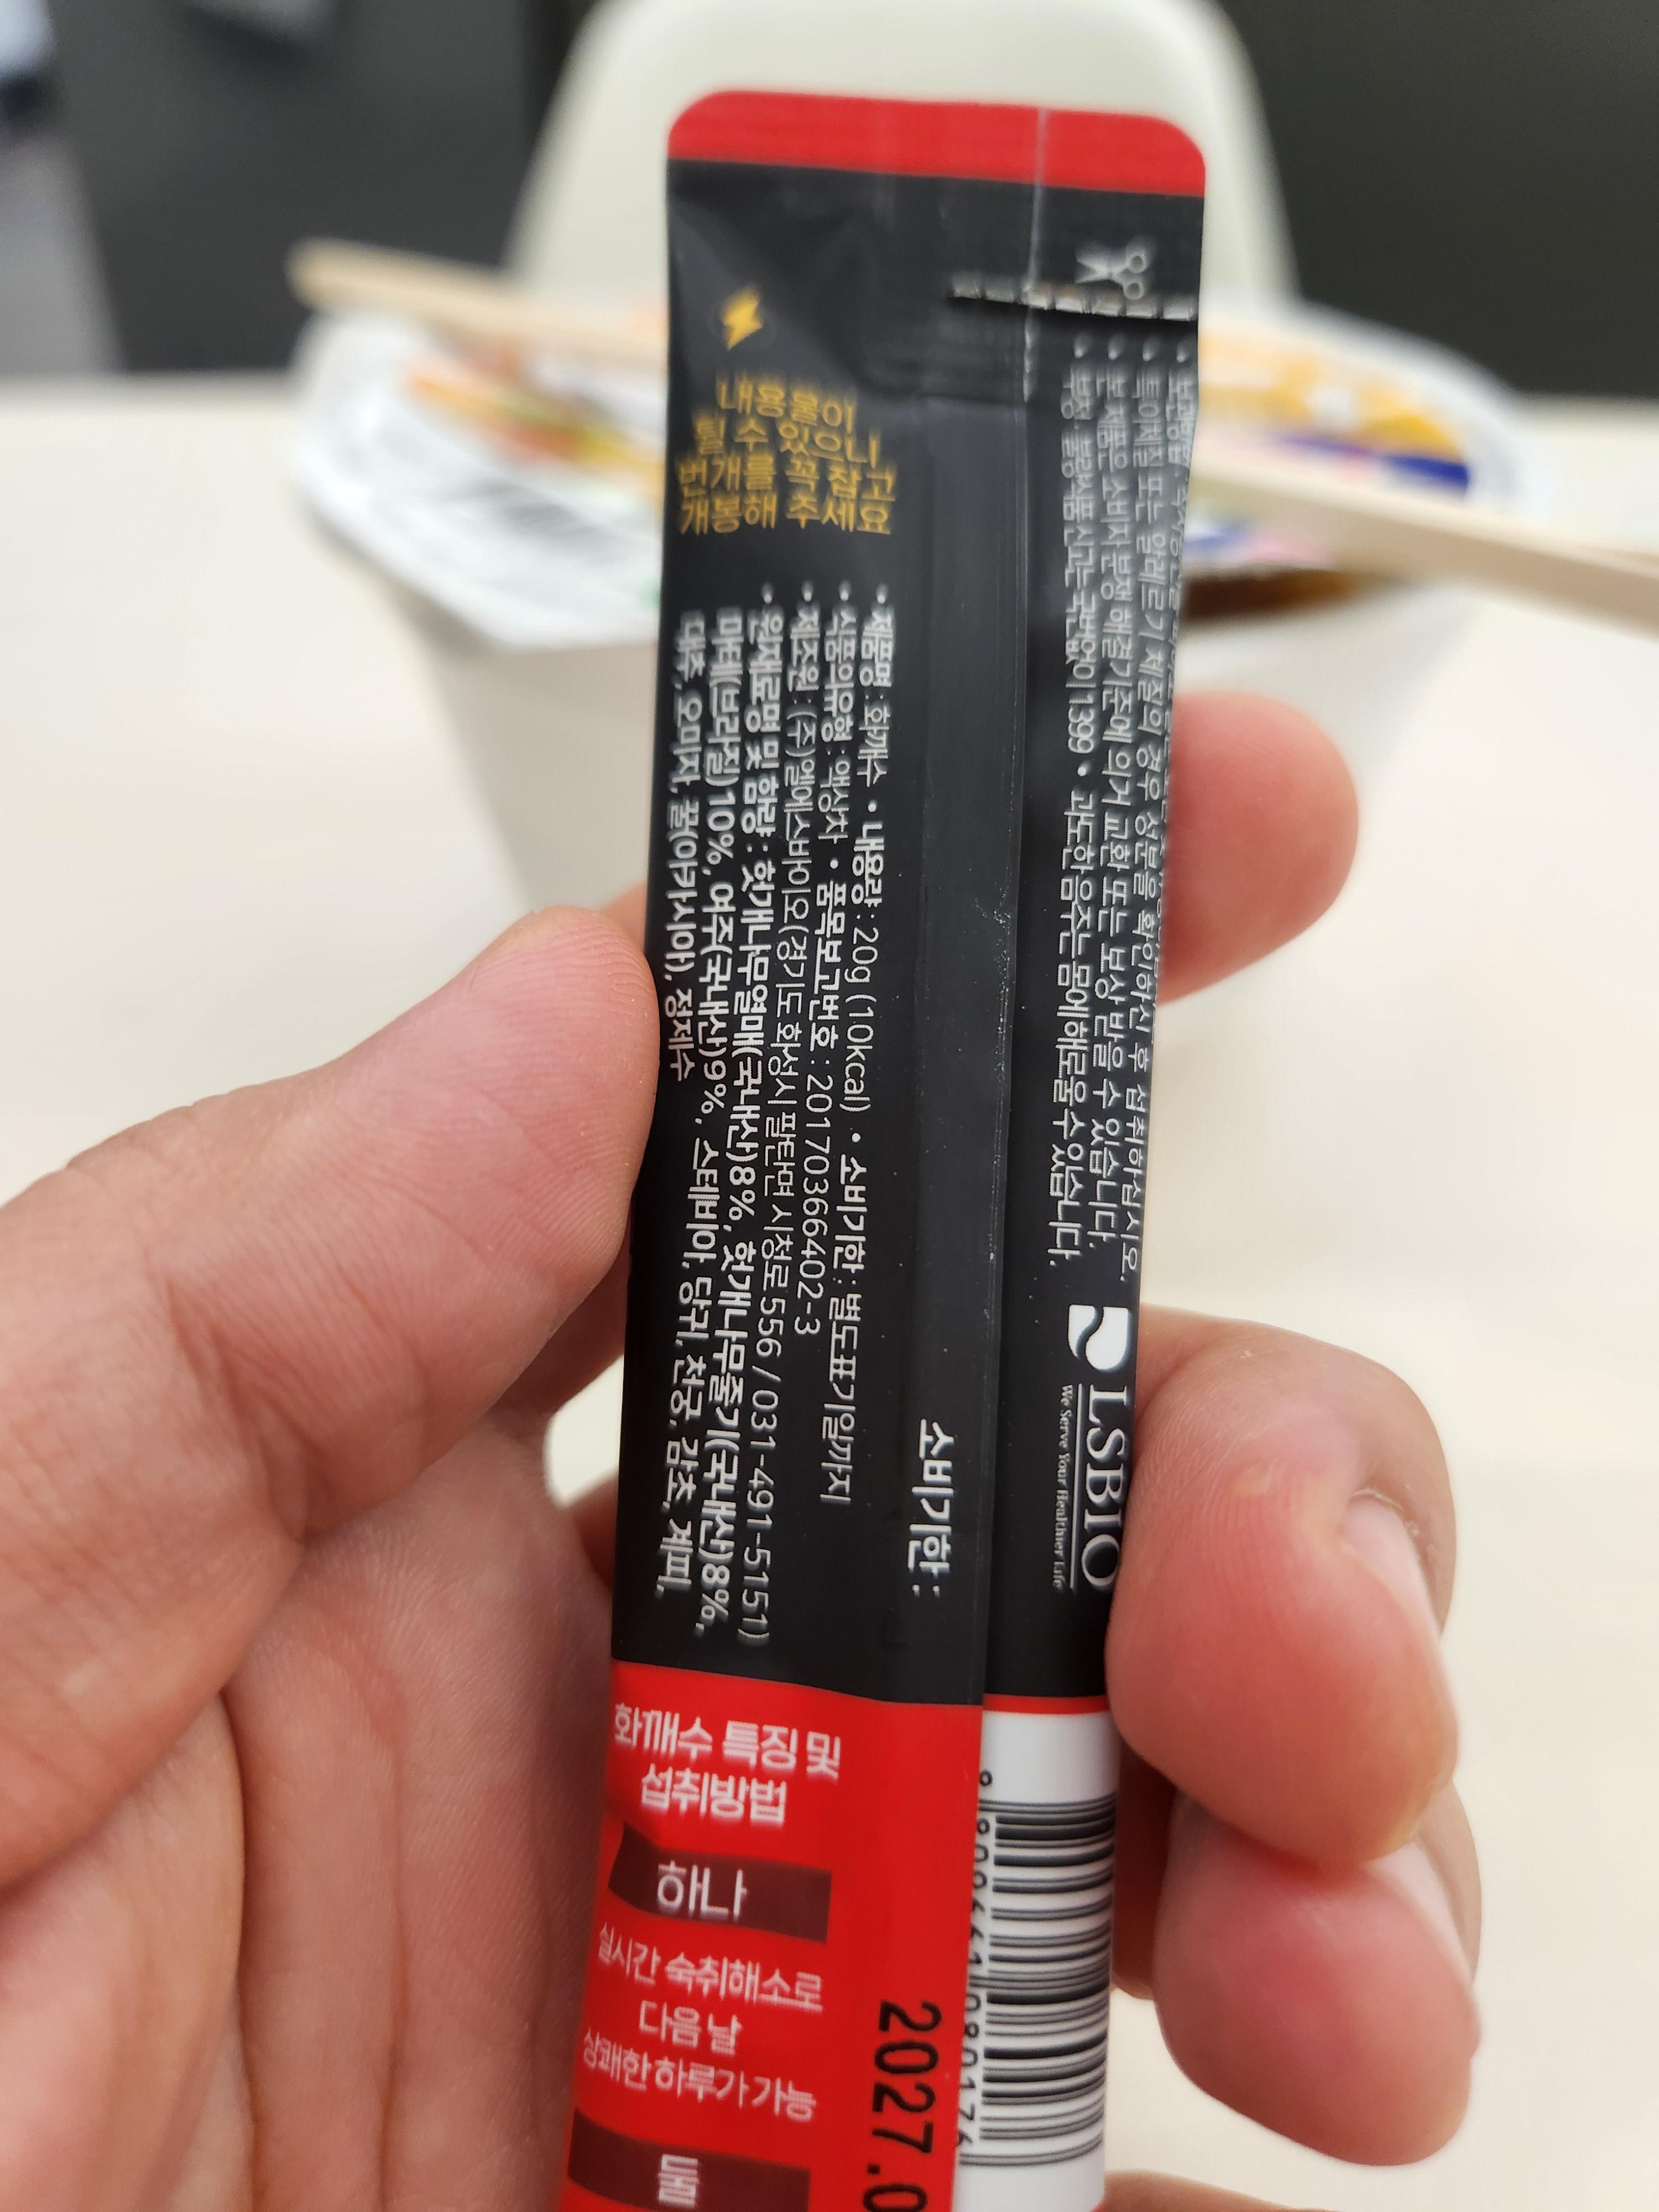 내용물이
튈 수 있으니
번개를 꼭 참고
개봉해 주세요
• 제품명 : 화깨수 • 내용량 : 20g (10kcal) • 소비기한 : 별도표기일까지
• 식품의유형 : 액상차 • 품목보고번호 : 20170366402-3
• 제조원 : (주)엘에스바이오(경기도 화성시 팔탄면 시청로 556 / 031-491-5151)
• 원재료명 및 함량 : 헛개나무열매(국내산)8%, 헛개나무줄기(국내산)8%,
마테(브라질)10%, 여주(국내산)9%, 스테비아, 당귀, 천궁, 감초, 계피,
대추, 오미자, 꿀(아카시아), 정제수
소비기한 :
• 보관방법 :
• 특이체질 또는 알레르기 체질의 경우 성분을 확인하신 후 섭취하십시오.
• 본 제품은 소비자 분쟁 해결기준에 의거 교환 또는 보상 받을 수 있습니다.
• 부정 · 불량식품 신고는 국번없이 1399 • 과도한 음주는 몸에 해로울 수 있습니다.
LSBIO
We Serve Your Healthier Life
화깨수 특징 및
섭취방법
하나
실시간 숙취해소로
다음 날
상쾌한 하루가 가능
둘
2027.0